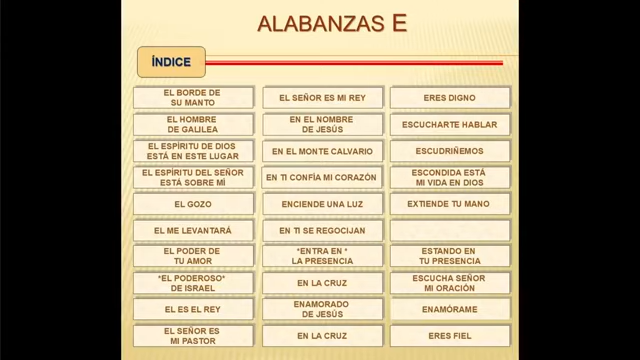 ALABANZAS E
ÍNDICE
EL BORDE DE
SU MANTO
EL SEÑOR ES MI REY
ERES DIGNO
EL HOMBRE
DE GALILEA
EN EL NOMBRE
DE JESÚS
ESCUCHARTE HABLAR
EL ESPÍRITU DE DIOS
ESTÁ EN ESTE LUGAR
EN EL MONTE CALVARIO
ESCUDRIÑEMOS
EL ESPÍRITU DEL SEÑOR
ESTÁ SOBRE MÍ
EN TI CONFÍA MI CORAZÓN
ESCONDIDA ESTÁ
MI VIDA EN DIOS
EL GOZO
ENCIENDE UNA LUZ
EXTIENDE TU MANO
EL ME LEVANTARÁ
EN TI SE REGOCIJAN
EL PODER DE
TU AMOR
*ENTRA EN *
LA PRESENCIA
ESTANDO EN
TU PRESENCIA
*EL PODEROSO*
DE ISRAEL
EN LA CRUZ
ESCUCHA SEÑOR
MI ORACIÓN
EL ES EL REY
ENAMORADO
DE JESÚS
ENAMÓRAME
EL SEÑOR ES
MI PASTOR
EN LA CRUZ
ERES FIEL